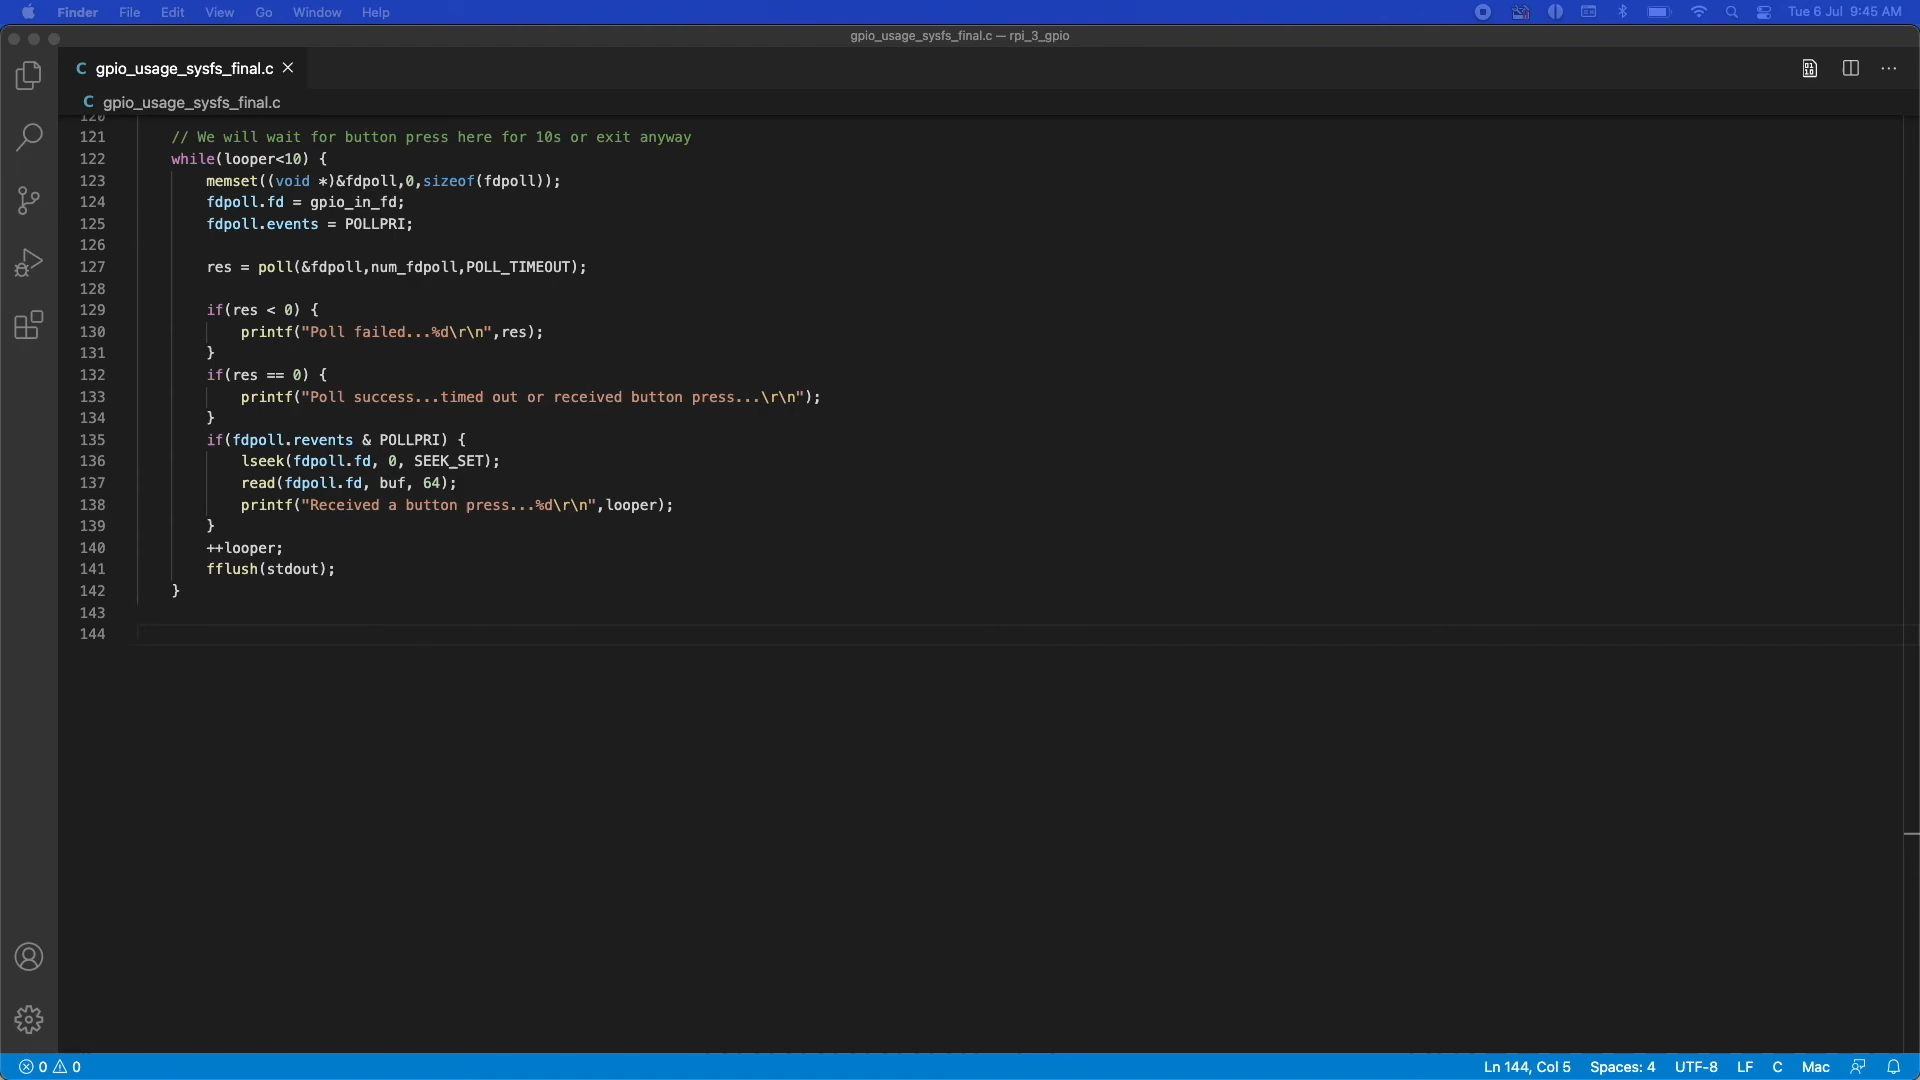 Finder File Edit View Go Window Help Tue 6 Jul 9:45 AM
gpio_usage_sysfs_final.c — rpi_3_gpio
C gpio_usage_sysfs_final.c
C gpio_usage_sysfs_final.c
120
121 // We will wait for button press here for 10s or exit anyway
122 while(looper<10) {
123 memset((void *)&fdpoll,0,sizeof(fdpoll));
124 fdpoll.fd = gpio_in_fd;
125 fdpoll.events = POLLPRI;
126
127 res = poll(&fdpoll,num_fdpoll,POLL_TIMEOUT);
128
129 if(res < 0) {
130 printf("Poll failed...%d\r\n",res);
131 }
132 if(res == 0) {
133 printf("Poll success...timed out or received button press...\r\n");
134 }
135 if(fdpoll.revents & POLLPRI) {
136 lseek(fdpoll.fd, 0, SEEK_SET);
137 read(fdpoll.fd, buf, 64);
138 printf("Received a button press...%d\r\n",looper);
139 }
140 ++looper;
141 fflush(stdout);
142 }
143
144
0 0 Ln 144, Col 5 Spaces: 4 UTF-8 LF C Mac